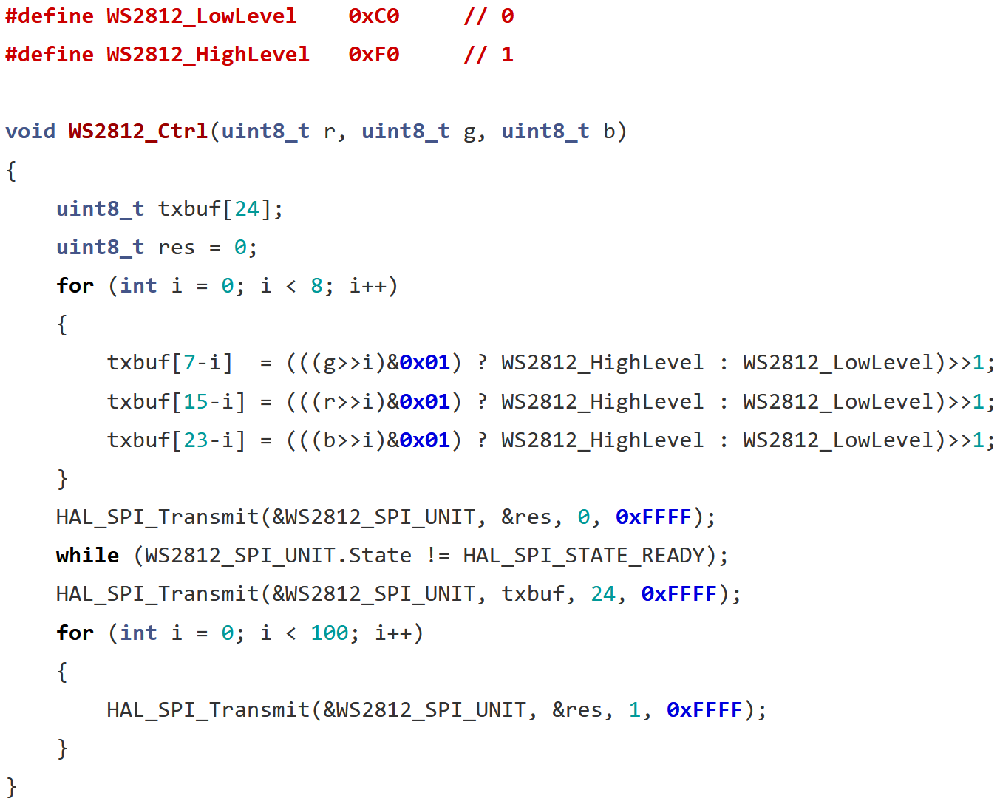 #define WS2812_LowLevel    0xC0     // 0
#define WS2812_HighLevel   0xF0     // 1
void WS2812_Ctrl(uint8_t r, uint8_t g, uint8_t b)
{
    uint8_t txbuf[24];
    uint8_t res = 0;
    for (int i = 0; i < 8; i++)
    {
        txbuf[7-i]  = (((g>>i)&0x01) ? WS2812_HighLevel : WS2812_LowLevel)>>1;
        txbuf[15-i] = (((r>>i)&0x01) ? WS2812_HighLevel : WS2812_LowLevel)>>1;
        txbuf[23-i] = (((b>>i)&0x01) ? WS2812_HighLevel : WS2812_LowLevel)>>1;
    }
    HAL_SPI_Transmit(&WS2812_SPI_UNIT, &res, 0, 0xFFFF);
    while (WS2812_SPI_UNIT.State != HAL_SPI_STATE_READY);
    HAL_SPI_Transmit(&WS2812_SPI_UNIT, txbuf, 24, 0xFFFF);
    for (int i = 0; i < 100; i++)
    {
        HAL_SPI_Transmit(&WS2812_SPI_UNIT, &res, 1, 0xFFFF);
    }
}